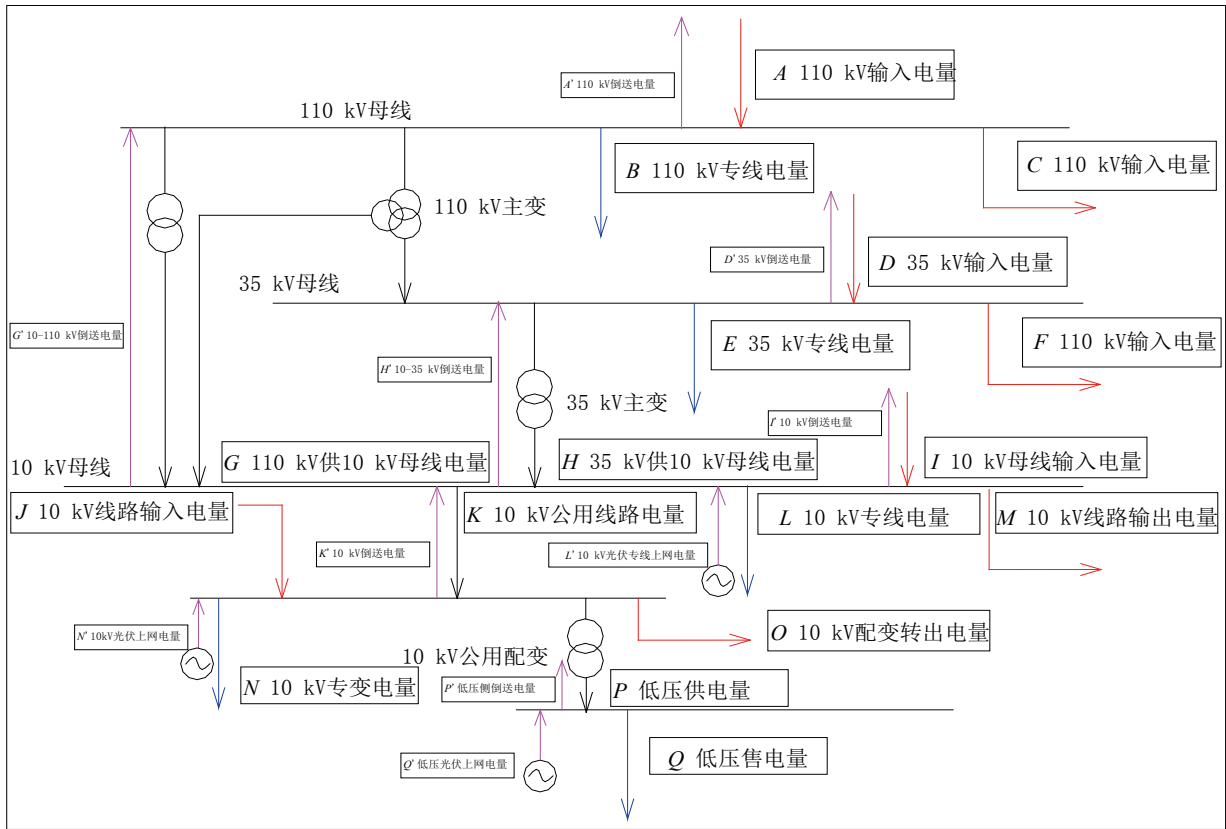 A 110 kV输入电量
A' 110 kV倒送电量
110 kV母线
B 110 kV专线电量
C 110 kV输入电量
110 kV主变
D' 35 kV倒送电量
D 35 kV输入电量
35 kV母线
G' 10-110 kV倒送电量
H' 10-35 kV倒送电量
E 35 kV专线电量
F 110 kV输入电量
35 kV主变
I' 10 kV倒送电量
10 kV母线
G 110 kV供10 kV母线电量
H 35 kV供10 kV母线电量
I 10 kV母线输入电量
J 10 kV线路输入电量
K 10 kV公用线路电量
L 10 kV专线电量
M 10 kV线路输出电量
K' 10 kV倒送电量
L' 10 kV光伏专线上网电量
N' 10kV光伏上网电量
O 10 kV配变转出电量
10 kV公用配变
N 10 kV专变电量
P' 低压侧倒送电量
P 低压供电量
Q' 低压光伏上网电量
Q 低压售电量